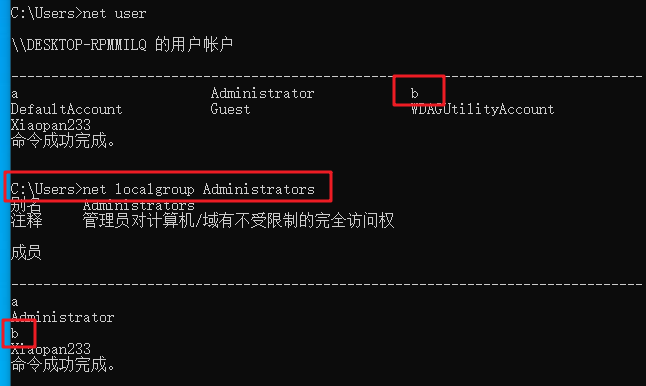 C:\Users>net user
\\DESKTOP-RPMMILQ 的用户帐户
-------------------------------------------------------------------------------
a Administrator b
DefaultAccount Guest WDAGUtilityAccount
Xiaopan233
命令成功完成。
C:\Users>net localgroup Administrators
别名 Administrators
注释 管理员对计算机/域有不受限制的完全访问权
成员
-------------------------------------------------------------------------------
a
Administrator
b
Xiaopan233
命令成功完成。